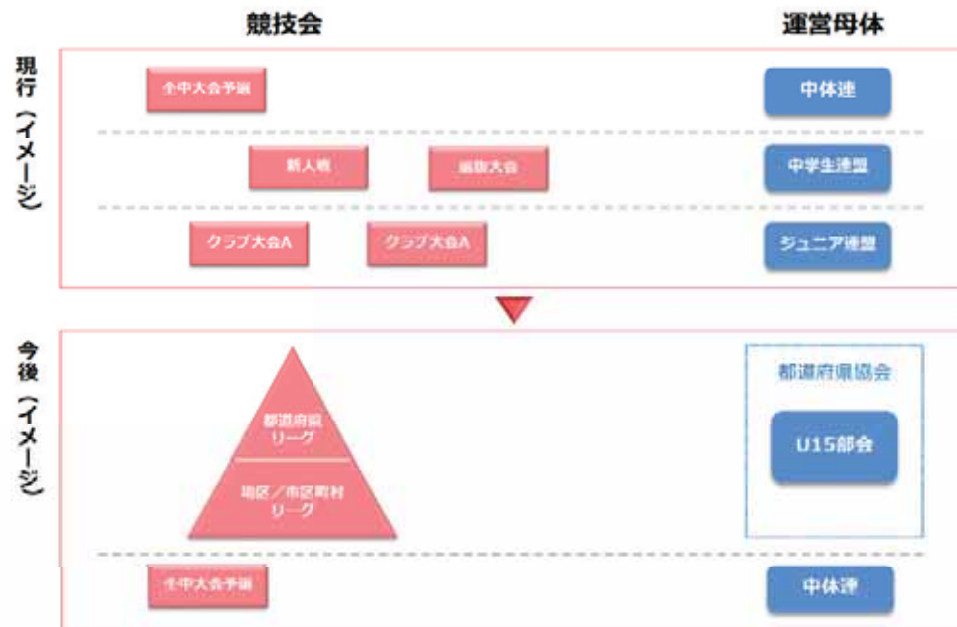 競技会
運営母体
現行（イメージ）
全中大会予選
中体連
新人戦
選抜大会
中学生連盟
クラブ大会A
クラブ大会A
ジュニア連盟
今後（イメージ）
都道府県
リーグ
地区／市区町村
リーグ
都道府県協会
U15部会
全中大会予選
中体連